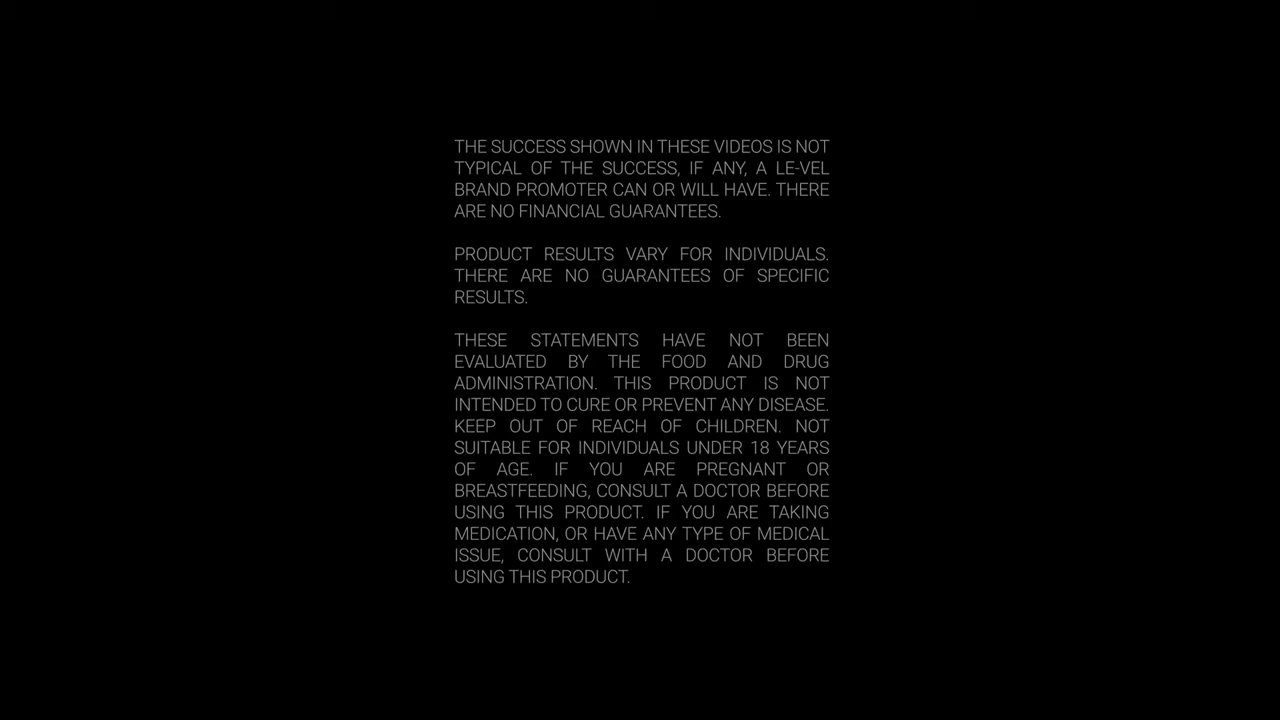 THE SUCCESS SHOWN IN THESE VIDEOS IS NOT
TYPICAL OF THE SUCCESS, IF ANY, A LE-VEL
BRAND PROMOTER CAN OR WILL HAVE. THERE
ARE NO FINANCIAL GUARANTEES.
PRODUCT RESULTS VARY FOR INDIVIDUALS.
THERE ARE NO GUARANTEES OF SPECIFIC
RESULTS.
THESE STATEMENTS HAVE NOT BEEN
EVALUATED BY THE FOOD AND DRUG
ADMINISTRATION. THIS PRODUCT IS NOT
INTENDED TO CURE OR PREVENT ANY DISEASE.
KEEP OUT OF REACH OF CHILDREN. NOT
SUITABLE FOR INDIVIDUALS UNDER 18 YEARS
OF AGE. IF YOU ARE PREGNANT OR
BREASTFEEDING, CONSULT A DOCTOR BEFORE
USING THIS PRODUCT. IF YOU ARE TAKING
MEDICATION, OR HAVE ANY TYPE OF MEDICAL
ISSUE, CONSULT WITH A DOCTOR BEFORE
USING THIS PRODUCT.